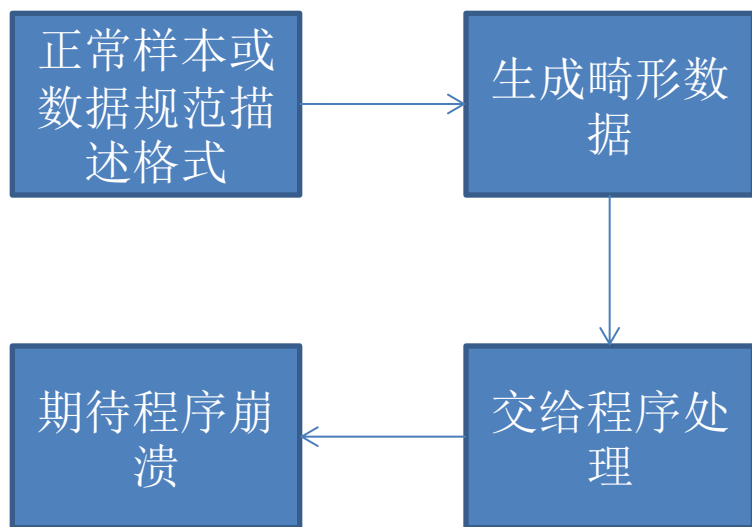 正常样本或
数据规范描
述格式
生成畸形数
据
交给程序处
理
期待程序崩
溃